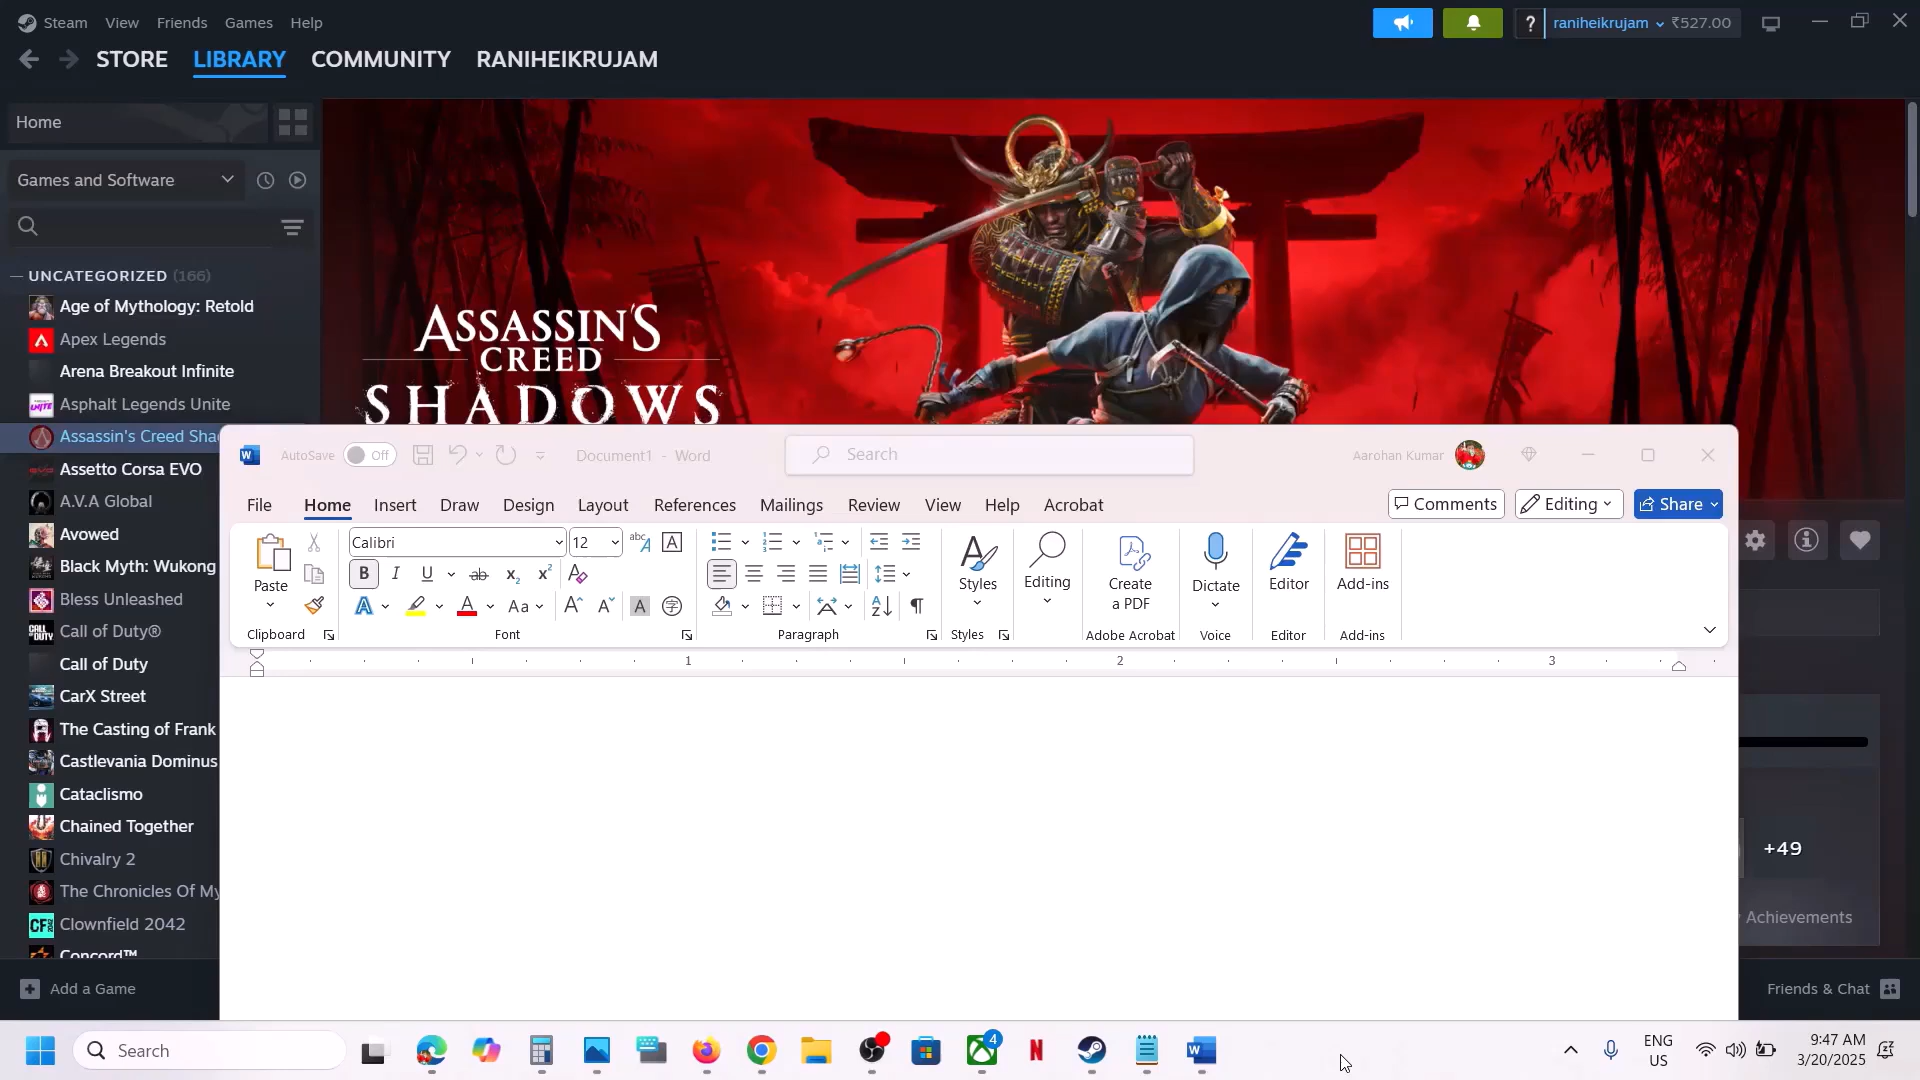 Steam View Friends Games Help
raniheikrujam ₹527.00
STORE LIBRARY COMMUNITY RANIHEIKRUJAM
Home
Games and Software
UNCATEGORIZED (166)
Age of Mythology: Retold
Apex Legends
Arena Breakout Infinite
Asphalt Legends Unite
Assassin's Creed Sha
Assetto Corsa EVO
A.V.A Global
Avowed
Black Myth: Wukong
Bless Unleashed
Call of Duty®
Call of Duty
CarX Street
The Casting of Frank
Castlevania Dominus
Cataclismo
Chained Together
Chivalry 2
The Chronicles Of My
Clownfield 2042
Concord™
Add a Game
ASSASSIN'S
CREED
SHADOWS
AutoSave Off Document1 - Word Search Aarohan Kumar
File Home Insert Draw Design Layout References Mailings Review View Help Acrobat Comments Editing Share
Calibri 12
Paste
Styles
Editing
Create
a PDF
Dictate
Editor
Add-ins
Clipboard Font Paragraph Styles Adobe Acrobat Voice Editor Add-ins
1 2 3
+49
Achievements
Friends & Chat
Search
4
ENG
US
9:47 AM
3/20/2025